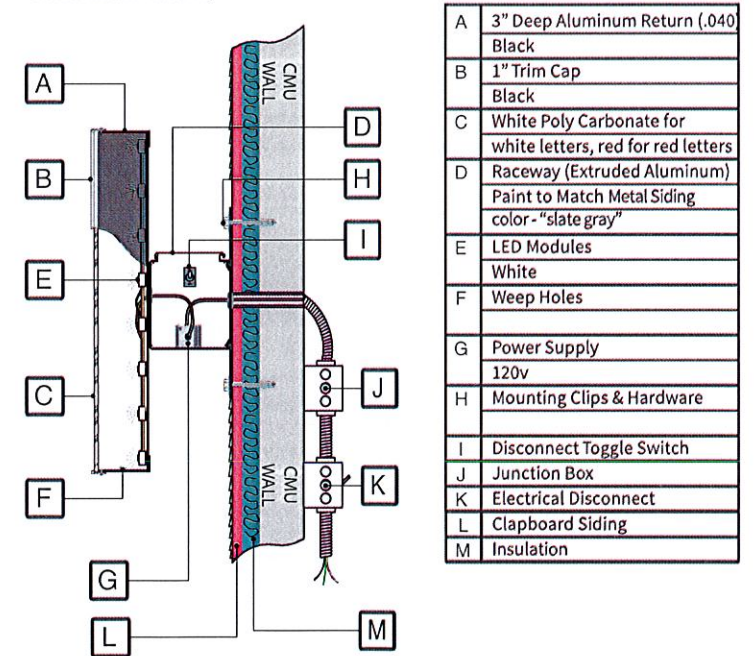 A
B
E
C
F
G
L
D
H
I
J
K
M
CMU
WALL
CMU
WALL
A 3” Deep Aluminum Return (.040)
Black
B 1” Trim Cap
Black
C White Poly Carbonate for
white letters, red for red letters
D Raceway (Extruded Aluminum)
Paint to Match Metal Siding
color - “slate gray”
E LED Modules
White
F Weep Holes
G Power Supply
120v
H Mounting Clips & Hardware
I Disconnect Toggle Switch
J Junction Box
K Electrical Disconnect
L Clapboard Siding
M Insulation